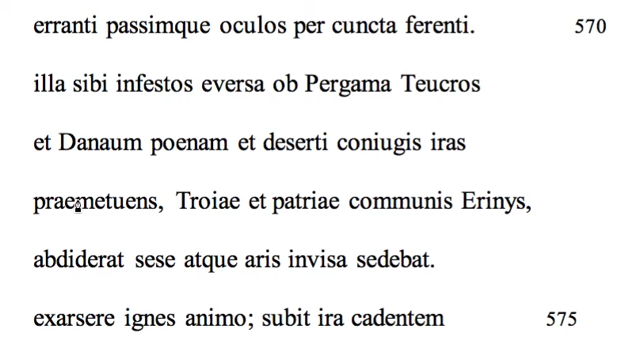 erranti passimque oculos per cuncta ferenti. 570
illa sibi infestos eversa ob Pergama Teucros
et Danaum poenam et deserti coniugis iras
praemetuens, Troiae et patriae communis Erinys,
abdiderat sese atque aris invisa sedebat.
exarsere ignes animo; subit ira cadentem 575